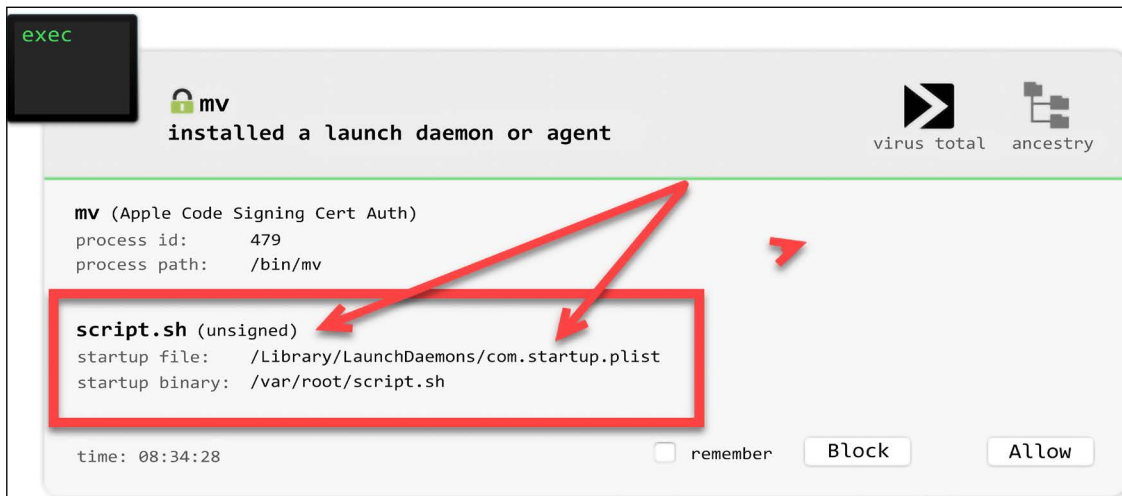 exec
mv
installed a launch daemon or agent
virus total
ancestry
mv (Apple Code Signing Cert Auth)
process id: 479
process path: /bin/mv
script.sh (unsigned)
startup file: /Library/LaunchDaemons/com.startup.plist
startup binary: /var/root/script.sh
time: 08:34:28
remember
Block
Allow